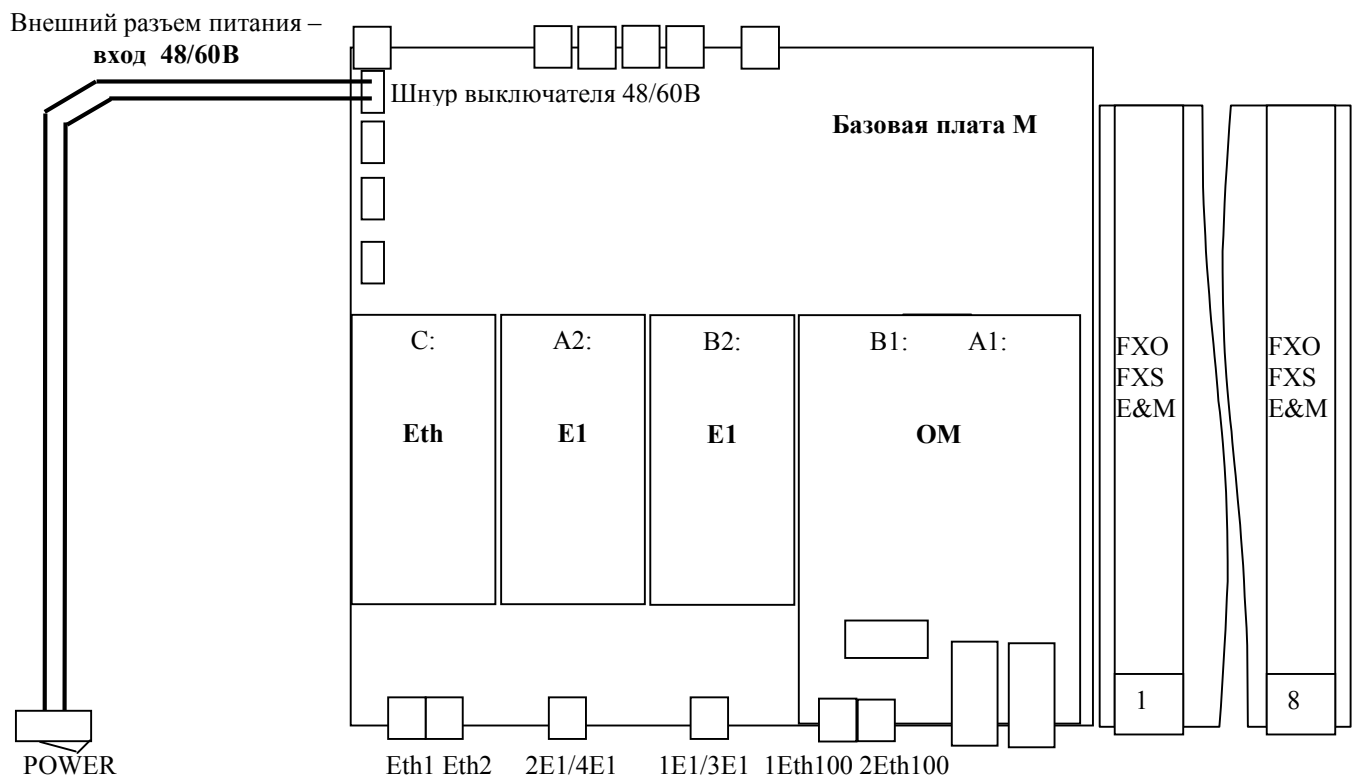 Внешний разъем питания –
вход 48/60В
Шнур выключателя 48/60В
Базовая плата М
C:
A2:
B2:
B1:
A1:
Eth
E1
E1
ОМ
FXO
FXS
E&M
FXO
FXS
E&M
1
8
POWER
Eth1 Eth2
2E1/4E1
1E1/3E1
1Eth100 2Eth100